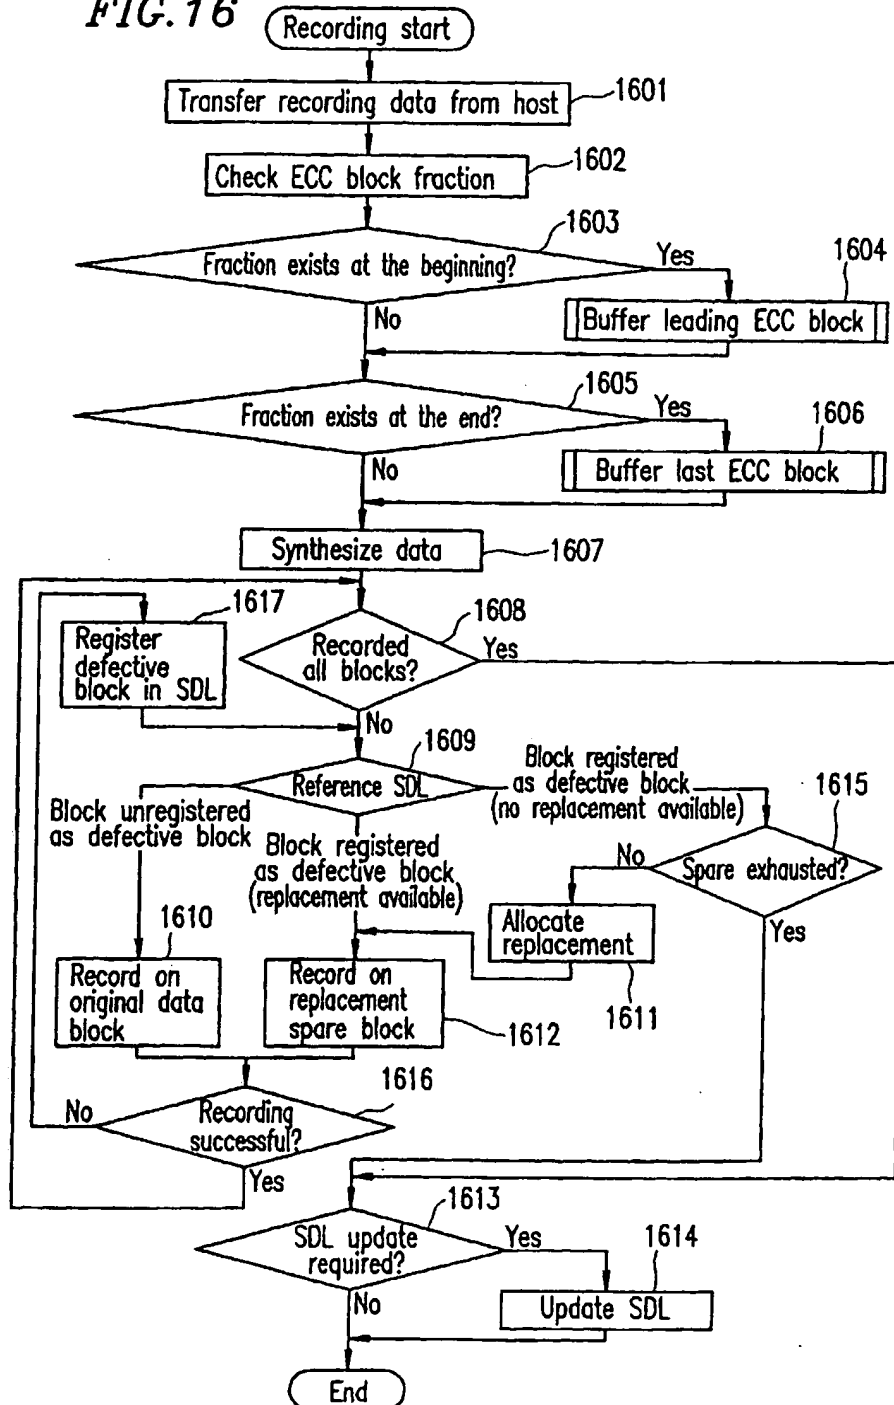 FIG. 16
Recording start
Transfer recording data from host
1601
Check ECC block fraction
1602
1603
Fraction exists at the beginning?
Yes
1604
Buffer leading ECC block
No
1605
Fraction exists at the end?
Yes
1606
Buffer last ECC block
No
Synthesize data
1607
1617
Register
defective
block in SDL
1608
Recorded
all blocks?
Yes
No
1609
Reference SDL
Block registered
as defective block
(no replacement available)
1615
Block unregistered
as defective block
Block registered
as defective block
(replacement available)
No
Spare exhausted?
Yes
Allocate
replacement
1611
1610
Record on
original data
block
Record on
replacement
spare block
1612
1616
No
Recording
successful?
Yes
1613
SDL update
required?
Yes
1614
Update SDL
No
End